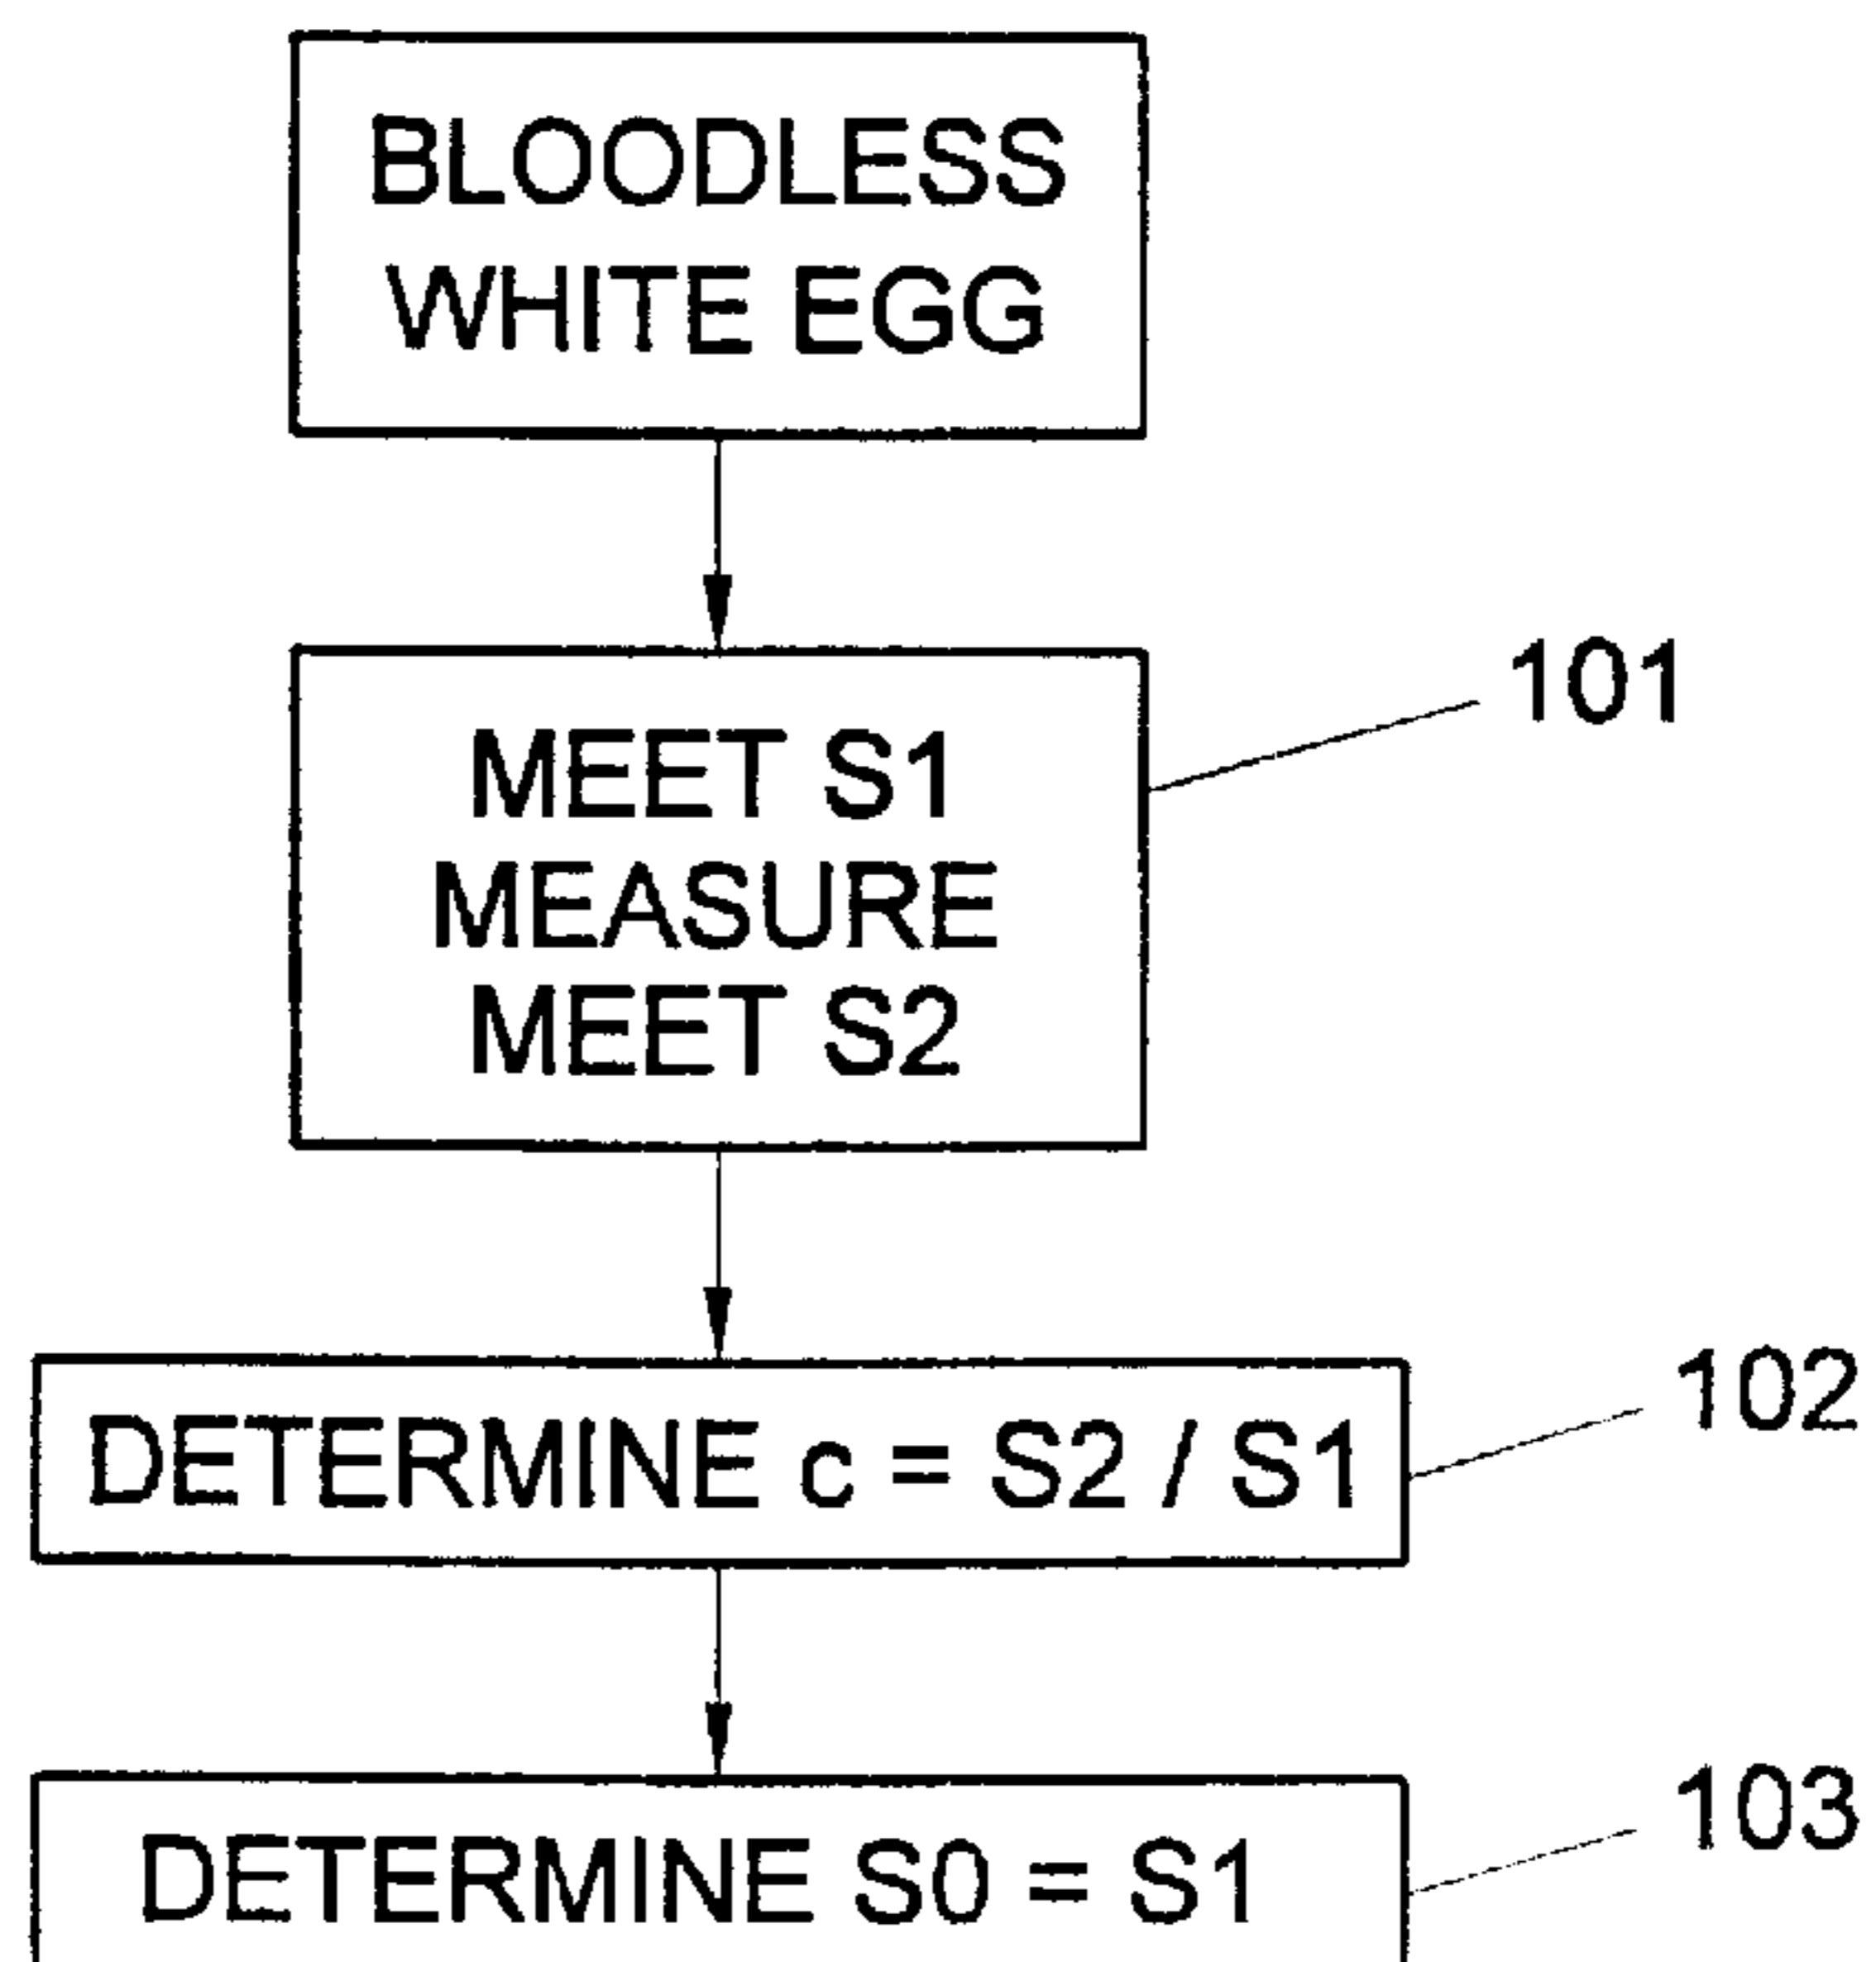 BLOODLESS
WHITE EGG
101
MEET S1
MEASURE
MEET S2
102
DETERMINE c = S2 / S1
103
DETERMINE S0 = S1